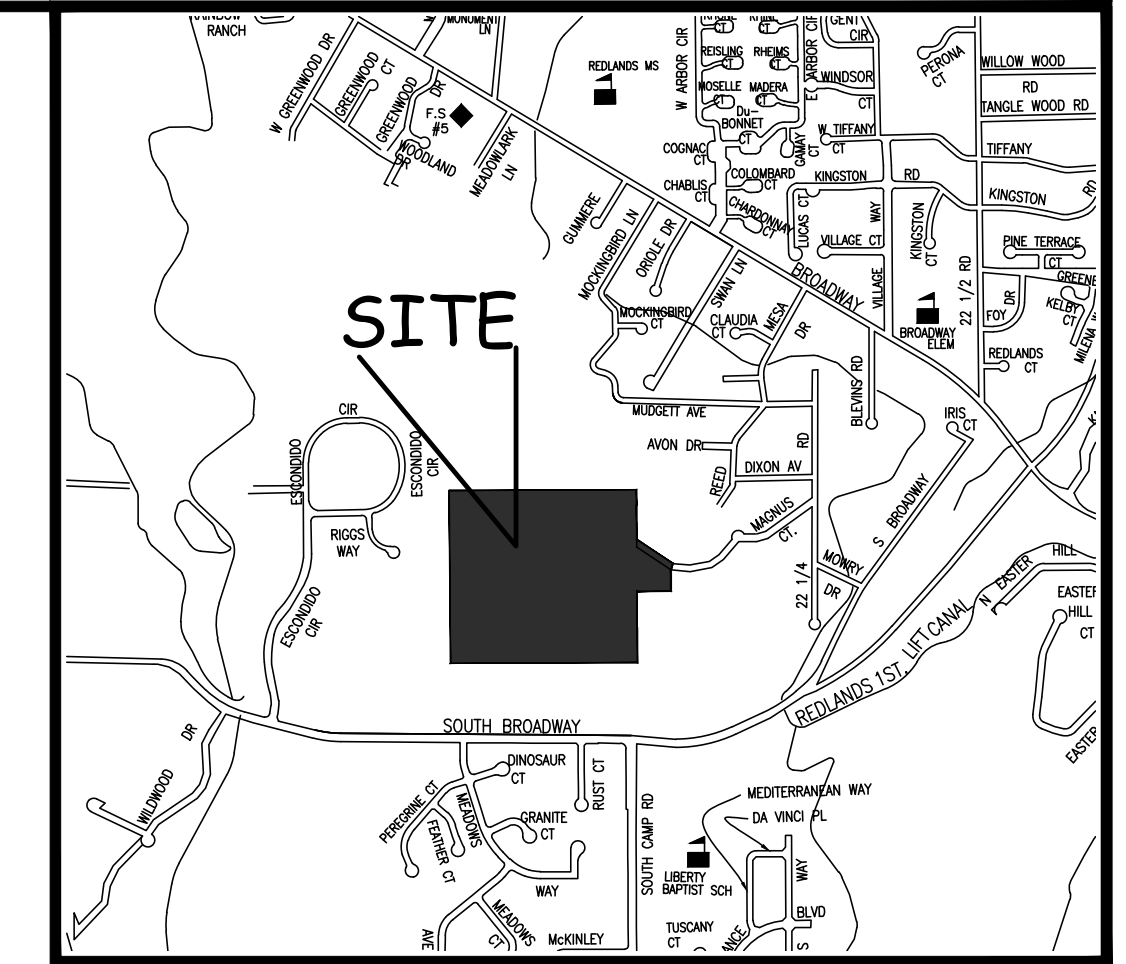 RANCH
MONUMENT
LN
W GREENWOOD DR
GREENWOOD
CT
GREENWOOD
DR
F.S
#5
WOODLAND
DR
MEADOWLARK
LN
REDLANDS MS
W ARBOR CIR
CT
CT
REISLING
CT
RHEIMS
CT
MOSELLE
CT
MADERA
CT
Du-
BONNET
CT
GAMAY
CT
COGNAC
CT
CHABLIS
CT
COLOMBARD
CT
CHARDONNAY
CT
E ARBOR CIR
GENT
CIR
WINDSOR
CT
PERONA
CT
WILLOW WOOD
RD
TANGLE WOOD RD
W TIFFANY
CT
TIFFANY
KINGSTON
RD
KINGSTON
RD
LUCAS CT
VILLAGE CT
VILLAGE
WAY
KINGSTON
CT
22 1/2 RD
PINE TERRACE
CT
FOY
DR
KELBY
CT
REDLANDS
CT
BROADWAY
ELEM
BROADWAY
GUMMERE
MOCKINGBIRD LN
ORIOLE DR
MOCKINGBIRD
CT
SWAN LN
CLAUDIA
CT
MESA
DR
BLEVINS RD
MUDGETT AVE
AVON DR
REED
DIXON AV
RD
22 1/4
MAGNUS
CT.
MOWRY
DR
S BROADWAY
IRIS
CT
SITE
CIR
ESCONDIDO
ESCONDIDO
CIR
RIGGS
WAY
ESCONDIDO
CIR
N EASTER
HILL
HILL
CT
REDLANDS 1ST. LIFT CANAL
SOUTH BROADWAY
DR
WILDWOOD
DINOSAUR
CT
PEREGRINE CT
FEATHER CT
MEADOWS
WAY
GRANITE
CT
RUST CT
MEADOWS
CT
AVE
McKINLEY
SOUTH CAMP RD
MEDITERRANEAN WAY
DA VINCI PL
LIBERTY
BAPTIST SCH
WAY
BLVD
TUSCANY
CT
S